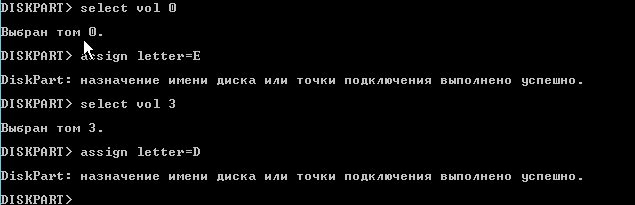 DISKPART> select vol 0
Выбран том 0.
DISKPART> assign letter=E
DiskPart: назначение имени диска или точки подключения выполнено успешно.
DISKPART> select vol 3
Выбран том 3.
DISKPART> assign letter=D
DiskPart: назначение имени диска или точки подключения выполнено успешно.
DISKPART>